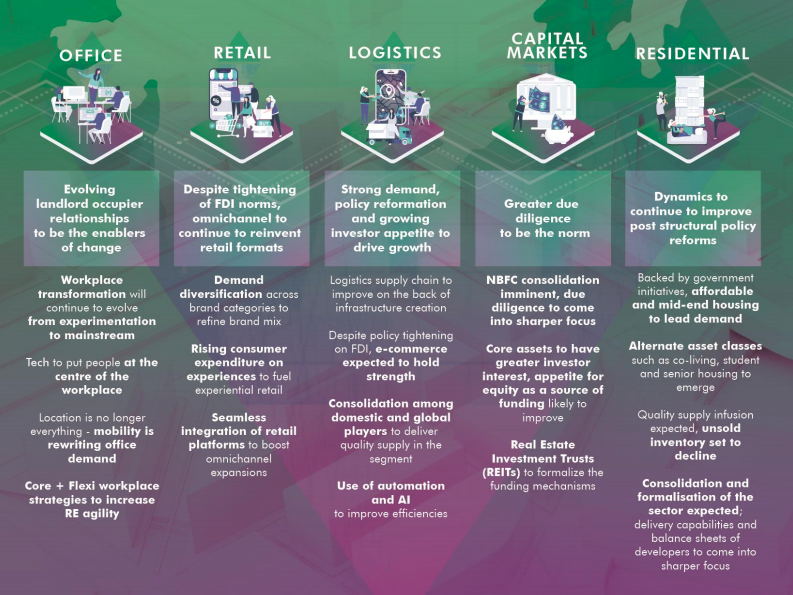 OFFICE
Evolving
landlord occupier
relationships
to be the enablers
of change
Workplace
transformation will
continue to evolve
from experimentation
to mainstream
Tech to put people at the
centre of the
workplace
Location is no longer
everything - mobility is
rewriting office
demand
Core + Flexi workplace
strategies to increase
RE agility
RETAIL
Despite tightening
of FDI norms,
omnichannel to
continue to reinvent
retail formats
Demand
diversification across
brand categories to
refine brand mix
Rising consumer
expenditure on
experiences to fuel
experiential retail
Seamless
integration of retail
platforms to boost
omnichannel
expansions
LOGISTICS
Strong demand,
policy reformation
and growing
investor appetite to
drive growth
Logistics supply chain to
improve on the back of
infrastructure creation
Despite policy tightening
on FDI, e-commerce
expected to hold
strength
Consolidation among
domestic and global
players to deliver
quality supply in the
segment
Use of automation
and AI
to improve efficiencies
CAPITAL
MARKETS
Greater due
diligence
to be the norm
NBFC consolidation
imminent, due
diligence to come
into sharper focus
Core assets to have
greater investor
interest, appetite for
equity as a source of
funding likely to
improve
Real Estate
Investment Trusts
(REITs) to formalize the
funding mechanisms
RESIDENTIAL
Dynamics to
continue to improve
post structural policy
reforms
Backed by government
initiatives, affordable
and mid-end housing
to lead demand
Alternate asset classes
such as co-living, student
and senior housing to
emerge
Quality supply infusion
expected, unsold
inventory set to
decline
Consolidation and
formalisation of the
sector expected;
delivery capabilities and
balance sheets of
developers to come into
sharper focus